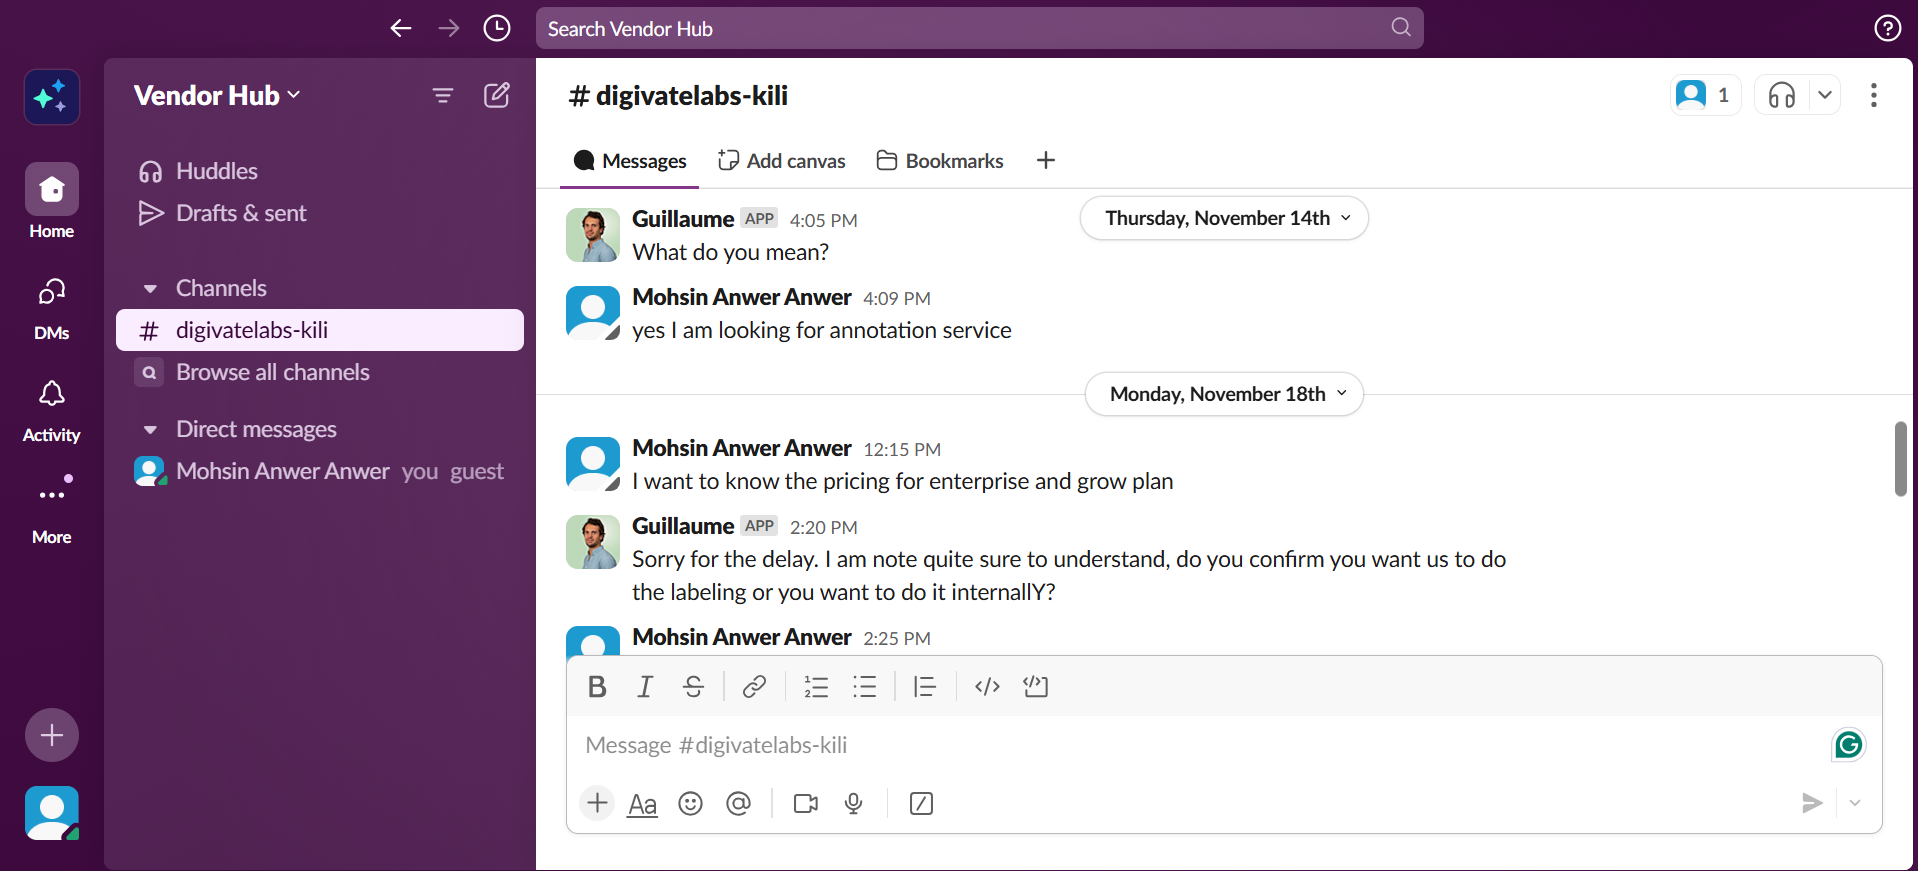 Search Vendor Hub
Vendor Hub
# digivatelabs-kili
1
Huddles
Drafts & sent
Messages
Add canvas
Bookmarks
Home
DMs
Activity
More
Channels
# digivatelabs-kili
Browse all channels
Direct messages
Mohsin Anwer Anwer you guest
Thursday, November 14th
Guillaume APP 4:05 PM
What do you mean?
Mohsin Anwer Anwer 4:09 PM
yes I am looking for annotation service
Monday, November 18th
Mohsin Anwer Anwer 12:15 PM
I want to know the pricing for enterprise and grow plan
Guillaume APP 2:20 PM
Sorry for the delay. I am note quite sure to understand, do you confirm you want us to do
the labeling or you want to do it internallY?
Mohsin Anwer Anwer 2:25 PM
Message #digivatelabs-kili
Aa